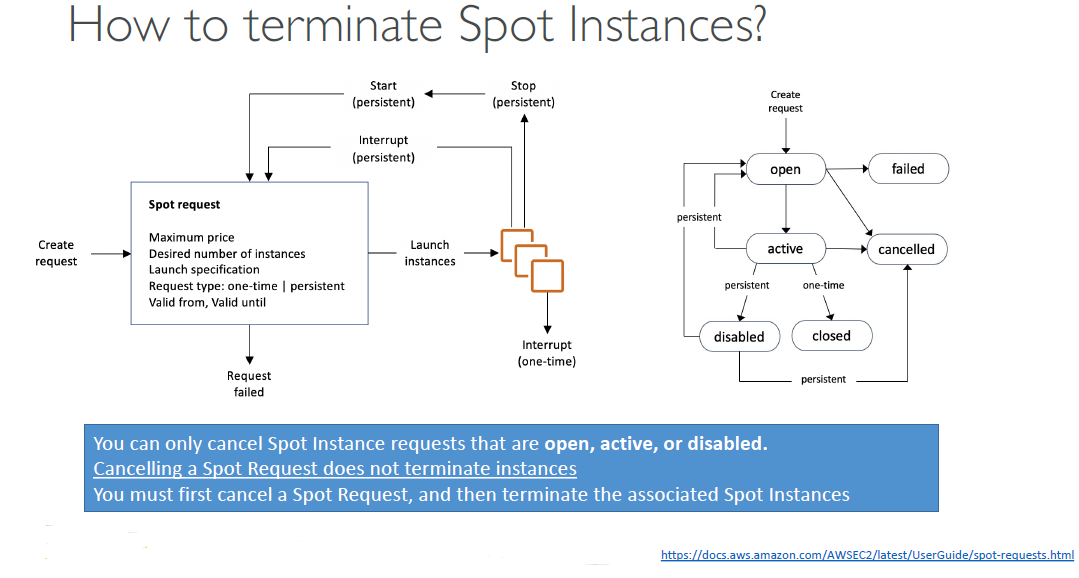 How to terminate Spot Instances?
Start
(persistent)
Stop
(persistent)
Interrupt
(persistent)
Create
request
Spot request
Maximum price
Desired number of instances
Launch specification
Request type: one-time | persistent
Valid from, Valid until
Launch
instances
Interrupt
(one-time)
Request
failed
Create
request
open
failed
persistent
active
cancelled
persistent
one-time
disabled
closed
persistent
You can only cancel Spot Instance requests that are open, active, or disabled.
Cancelling a Spot Request does not terminate instances
You must first cancel a Spot Request, and then terminate the associated Spot Instances
https://docs.aws.amazon.com/AWSEC2/latest/UserGuide/spot-requests.html